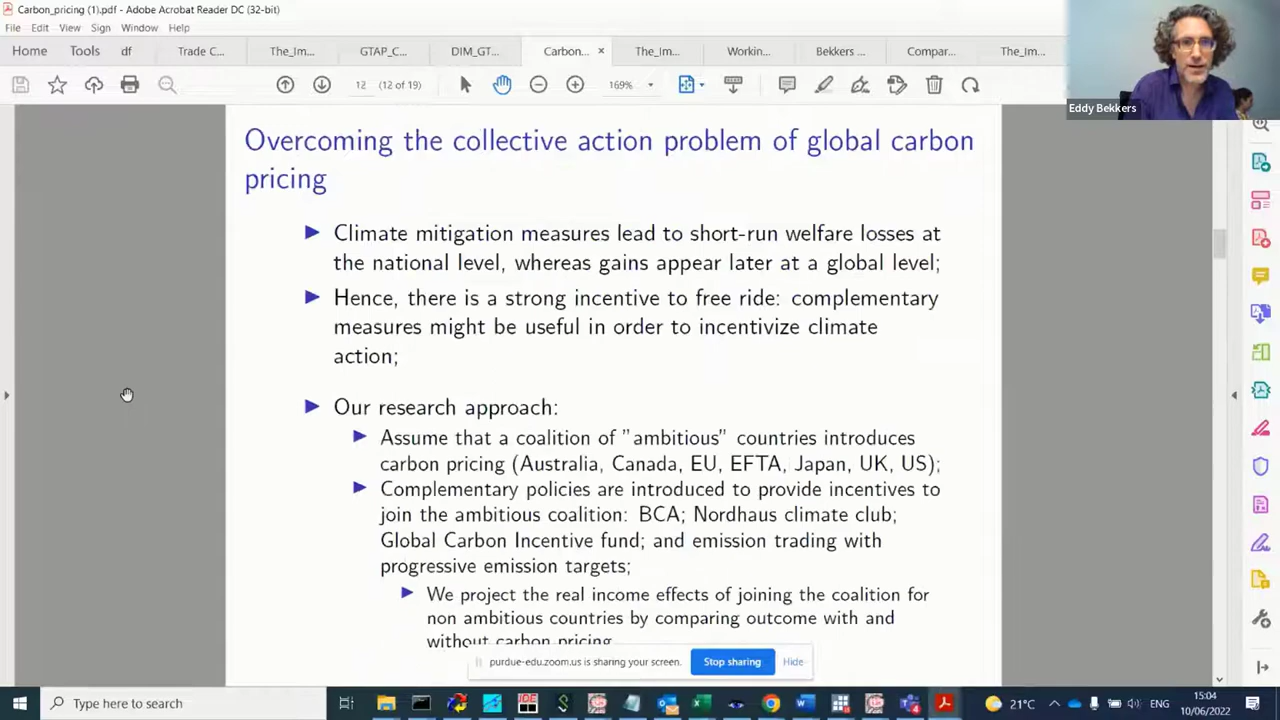 Carbon_pricing (1).pdf - Adobe Acrobat Reader DC (32-bit)
File Edit View Sign Window Help
Home Tools df Trade C... The_Im... GTAP_C... DIM_GT... Carbon... × The_Im... Workin... Bekkers ... Compar... The_Im...
12 (12 of 19) 169%
Eddy Bekkers
Overcoming the collective action problem of global carbon
pricing
Climate mitigation measures lead to short-run welfare losses at
the national level, whereas gains appear later at a global level;
Hence, there is a strong incentive to free ride: complementary
measures might be useful in order to incentivize climate
action;
Our research approach:
Assume that a coalition of "ambitious" countries introduces
carbon pricing (Australia, Canada, EU, EFTA, Japan, UK, US);
Complementary policies are introduced to provide incentives to
join the ambitious coalition: BCA; Nordhaus climate club;
Global Carbon Incentive fund; and emission trading with
progressive emission targets;
We project the real income effects of joining the coalition for
non ambitious countries by comparing outcome with and
without carbon pricing
purdue-edu.zoom.us is sharing your screen. Stop sharing Hide
Type here to search
IDE
21°C ENG
15:04
10/06/2022